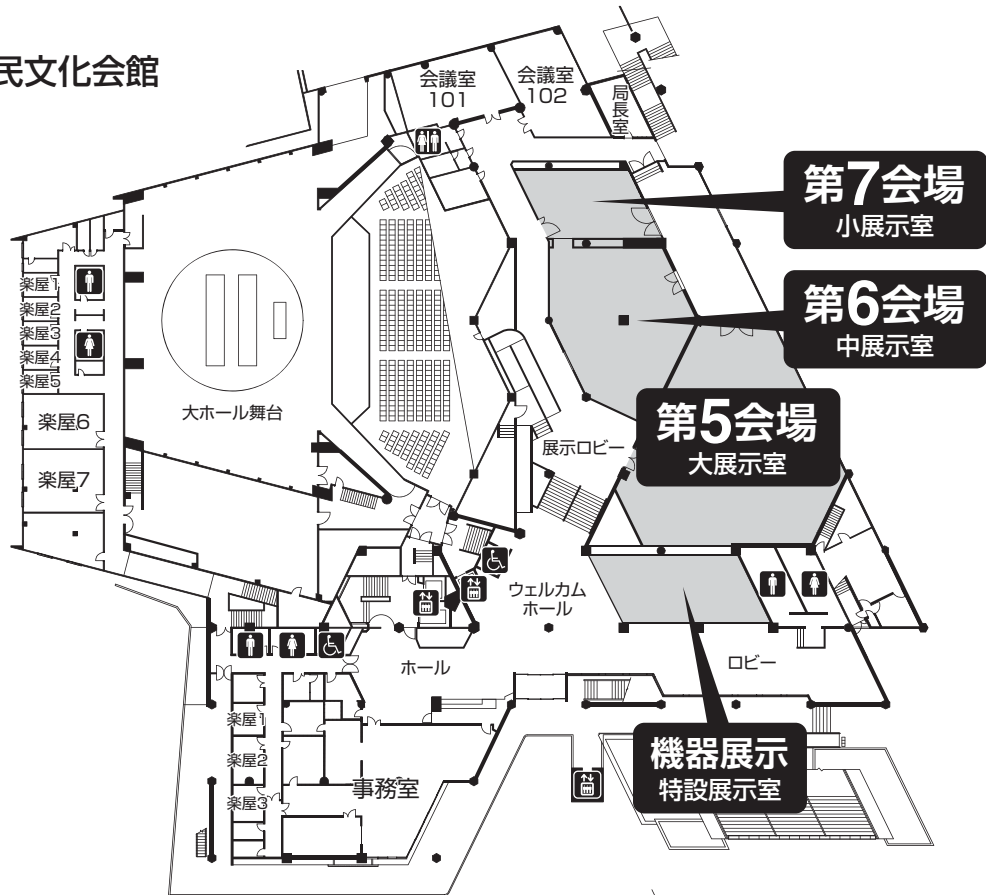 民文化会館
会議室
101
会議室
102
局長室
第7会場
小展示室
第6会場
中展示室
第5会場
大展示室
楽屋1
楽屋2
楽屋3
楽屋4
楽屋5
楽屋6
楽屋7
大ホール舞台
展示ロビー
ウェルカム
ホール
ホール
ロビー
楽屋1
楽屋2
楽屋3
事務室
機器展示
特設展示室